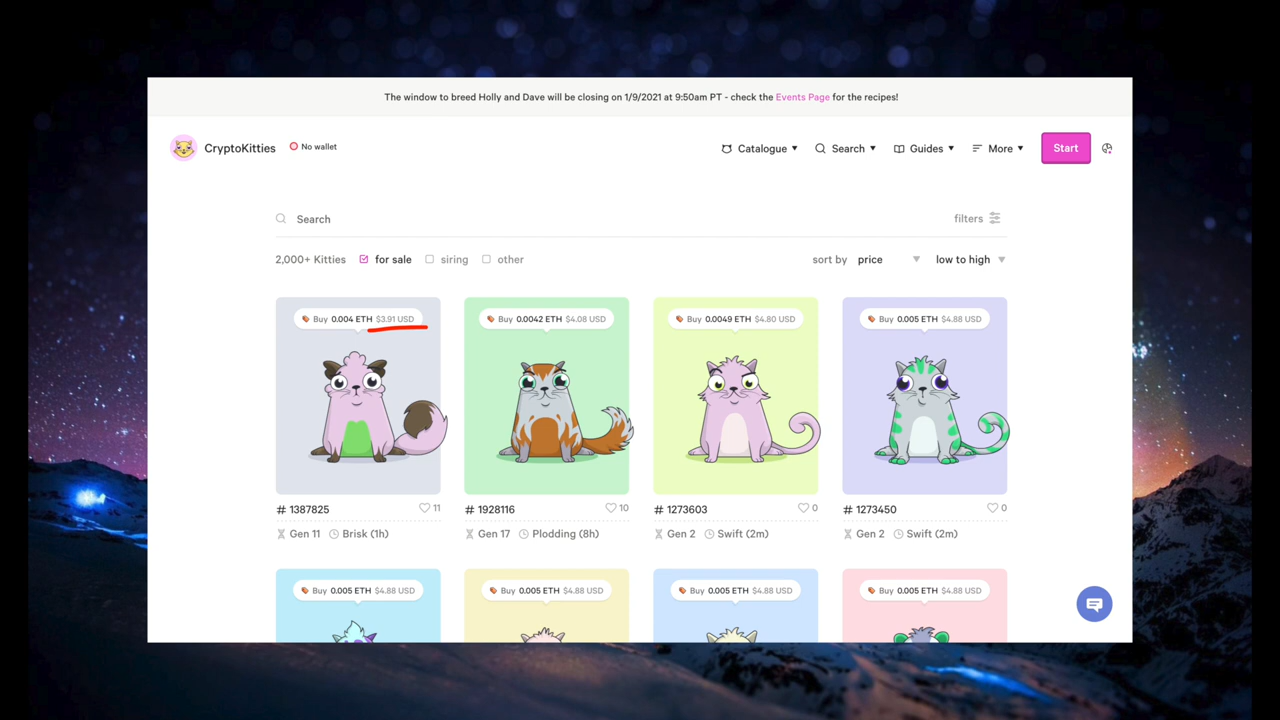 The window to breed Holly and Dave will be closing on 1/9/2021 at 9:50am PT - check the Events Page for the recipes!
CryptoKitties No wallet Catalogue Search Guides More Start
Search filters
2,000+ Kitties for sale siring other sort by price low to high
Buy 0.004 ETH $3.91 USD Buy 0.0042 ETH $4.08 USD Buy 0.0049 ETH $4.80 USD Buy 0.005 ETH $4.88 USD
# 1387825 11 # 1928116 10 # 1273603 0 # 1273450 0
Gen 11 Brisk (1h) Gen 17 Plodding (8h) Gen 2 Swift (2m) Gen 2 Swift (2m)
Buy 0.005 ETH $4.88 USD Buy 0.005 ETH $4.88 USD Buy 0.005 ETH $4.88 USD Buy 0.005 ETH $4.88 USD